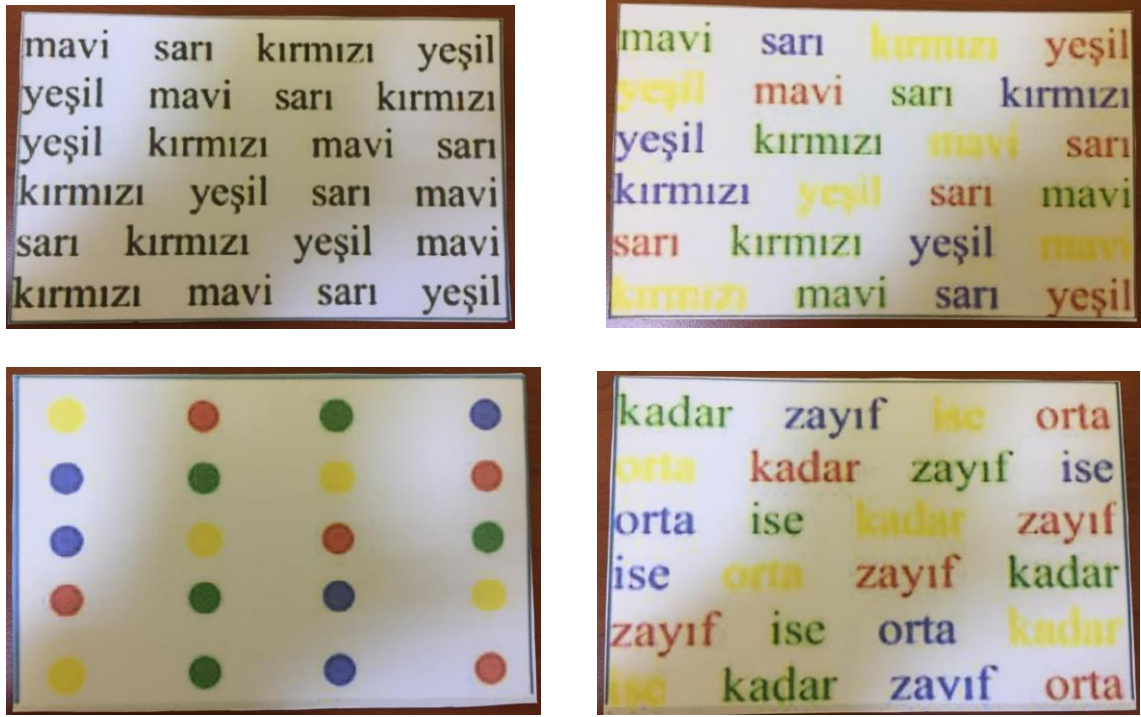 mavi sarı kırmızı yeşil
yeşil mavi sarı kırmızı
yeşil kırmızı mavi sarı
kırmızı yeşil sarı mavi
sarı kırmızı yeşil mavi
kırmızı mavi sarı yeşil
mavi sarı kırmızı yeşil
yeşil mavi sarı kırmızı
yeşil kırmızı mavi sarı
kırmızı yeşil sarı mavi
sarı kırmızı yeşil mavi
kırmızı mavi sarı yeşil
kadar zayıf ise orta
orta kadar zayıf ise
orta ise kadar zayıf
ise orta zayıf kadar
zayıf ise orta kadar
ise kadar zayıf orta